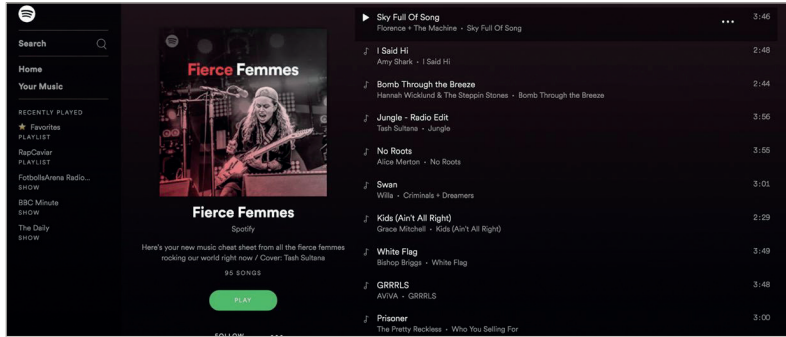 Search
Home
Your Music
RECENTLY PLAYED
Favorites
PLAYLIST
RapCaviar
PLAYLIST
FotbollsArena Radio...
SHOW
BBC Minute
SHOW
The Daily
SHOW
Fierce Femmes
Fierce Femmes
Spotify
Here's your new music cheat sheet from all the fierce femmes
rocking our world right now / Cover: Tash Sultana
95 SONGS
PLAY
FOLLOW
Sky Full Of Song 3:46
Florence + The Machine • Sky Full Of Song
I Said Hi 2:48
Amy Shark • I Said Hi
Bomb Through the Breeze 2:44
Hannah Wicklund & The Steppin Stones • Bomb Through the Breeze
Jungle - Radio Edit 3:56
Tash Sultana • Jungle
No Roots 3:55
Alice Merton • No Roots
Swan 3:01
Willa • Criminals + Dreamers
Kids (Ain't All Right) 2:29
Grace Mitchell • Kids (Ain't All Right)
White Flag 3:49
Bishop Briggs • White Flag
GRRRLS 3:48
AViVA • GRRRLS
Prisoner 3:00
The Pretty Reckless • Who You Selling For